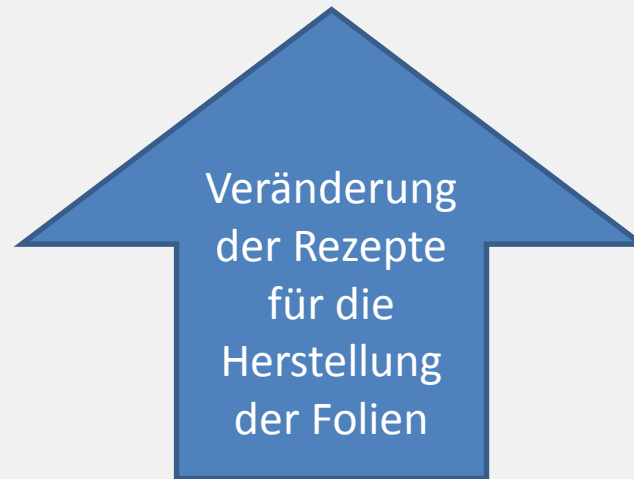 Veränderung
der Rezepte
für die
Herstellung
der Folien